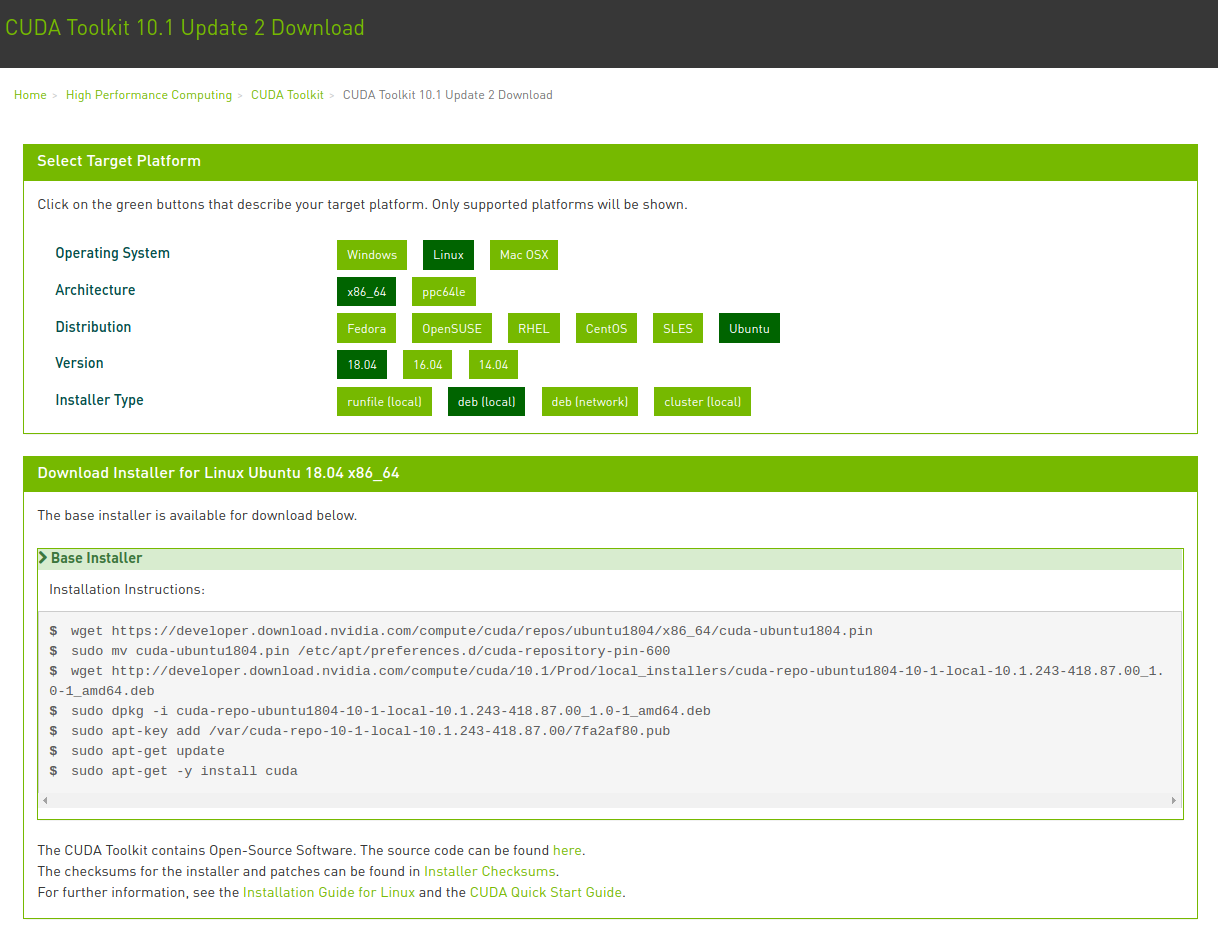 CUDA Toolkit 10.1 Update 2 Download
Home > High Performance Computing > CUDA Toolkit > CUDA Toolkit 10.1 Update 2 Download
Select Target Platform
Click on the green buttons that describe your target platform. Only supported platforms will be shown.
Operating System Windows Linux Mac OSX
Architecture x86_64 ppc64le
Distribution Fedora OpenSUSE RHEL CentOS SLES Ubuntu
Version 18.04 16.04 14.04
Installer Type runfile (local) deb (local) deb (network) cluster (local)
Download Installer for Linux Ubuntu 18.04 x86_64
The base installer is available for download below.
Base Installer
Installation Instructions:
$ wget https://developer.download.nvidia.com/compute/cuda/repos/ubuntu1804/x86_64/cuda-ubuntu1804.pin
$ sudo mv cuda-ubuntu1804.pin /etc/apt/preferences.d/cuda-repository-pin-600
$ wget http://developer.download.nvidia.com/compute/cuda/10.1/Prod/local_installers/cuda-repo-ubuntu1804-10-1-local-10.1.243-418.87.00_1.
0-1_amd64.deb
$ sudo dpkg -i cuda-repo-ubuntu1804-10-1-local-10.1.243-418.87.00_1.0-1_amd64.deb
$ sudo apt-key add /var/cuda-repo-10-1-local-10.1.243-418.87.00/7fa2af80.pub
$ sudo apt-get update
$ sudo apt-get -y install cuda
The CUDA Toolkit contains Open-Source Software. The source code can be found here.
The checksums for the installer and patches can be found in Installer Checksums.
For further information, see the Installation Guide for Linux and the CUDA Quick Start Guide.